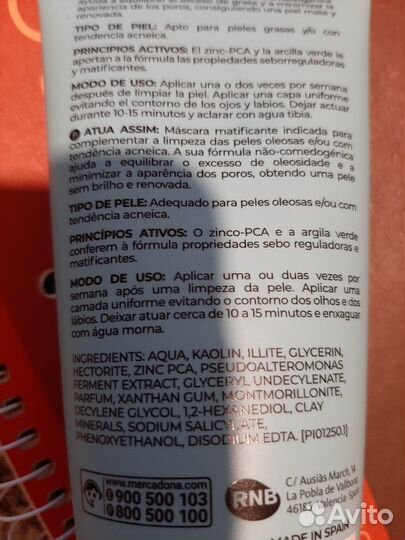 ayuda a equilibrar el exceso de grasa y a minimizar la
apariencia de los poros, consiguiendo una piel mate y
renovada.
TIPO DE PIEL: Apto para pieles grasas y/o con
tendencia acneica.
PRINCIPIOS ACTIVOS: El zinc-PCA y la arcilla verde le
aportan a la fórmula las propiedades seborreguladoras
y matificantes.
MODO DE USO: Aplicar una o dos veces por semana
después de limpiar la piel. Aplicar una capa uniforme
evitando el contorno de los ojos y labios. Dejar actuar
durante 10-15 minutos y aclarar con agua tibia.
ATUA ASSIM: Máscara matificante indicada para
complementar a limpeza das peles oleosas e/ou com
tendência acneica. A sua fórmula não-comedogénica
ajuda a equilibrar o excesso de oleosidade e a
minimizar a aparência dos poros, obtendo uma pele
sem brilho e renovada.
TIPO DE PELE: Adequado para peles oleosas e/ou com
tendência acneica.
PRINCÍPIOS ATIVOS: O zinco-PCA e a argila verde
conferem à fórmula propriedades sebo reguladoras e
matificantes.
MODO DE USO: Aplicar uma ou duas vezes por
semana após uma limpeza da pele. Aplicar uma
camada uniforme evitando o contorno dos olhos e dos
lábios. Deixar atuar cerca de 10 a 15 minutos e enxaguar
com água morna.
INGREDIENTS: AQUA, KAOLIN, ILLITE, GLYCERIN,
HECTORITE, ZINC PCA, PSEUDOALTEROMONAS
FERMENT EXTRACT, GLYCERYL UNDECYLENATE,
PARFUM, XANTHAN GUM, MONTMORILLONITE,
DECYLENE GLYCOL, 1,2-HEXANEDIOL, CLAY
MINERALS, SODIUM SALICYLATE,
PHENOXYETHANOL, DISODIUM EDTA. [PI01250.1]
www.mercadona.com
900 500 103
800 500 100
RNB
C/ Ausiàs March, 14
La Pobla de Vallbona
46185 Valencia - Spain
MADE IN SPAIN
Avito